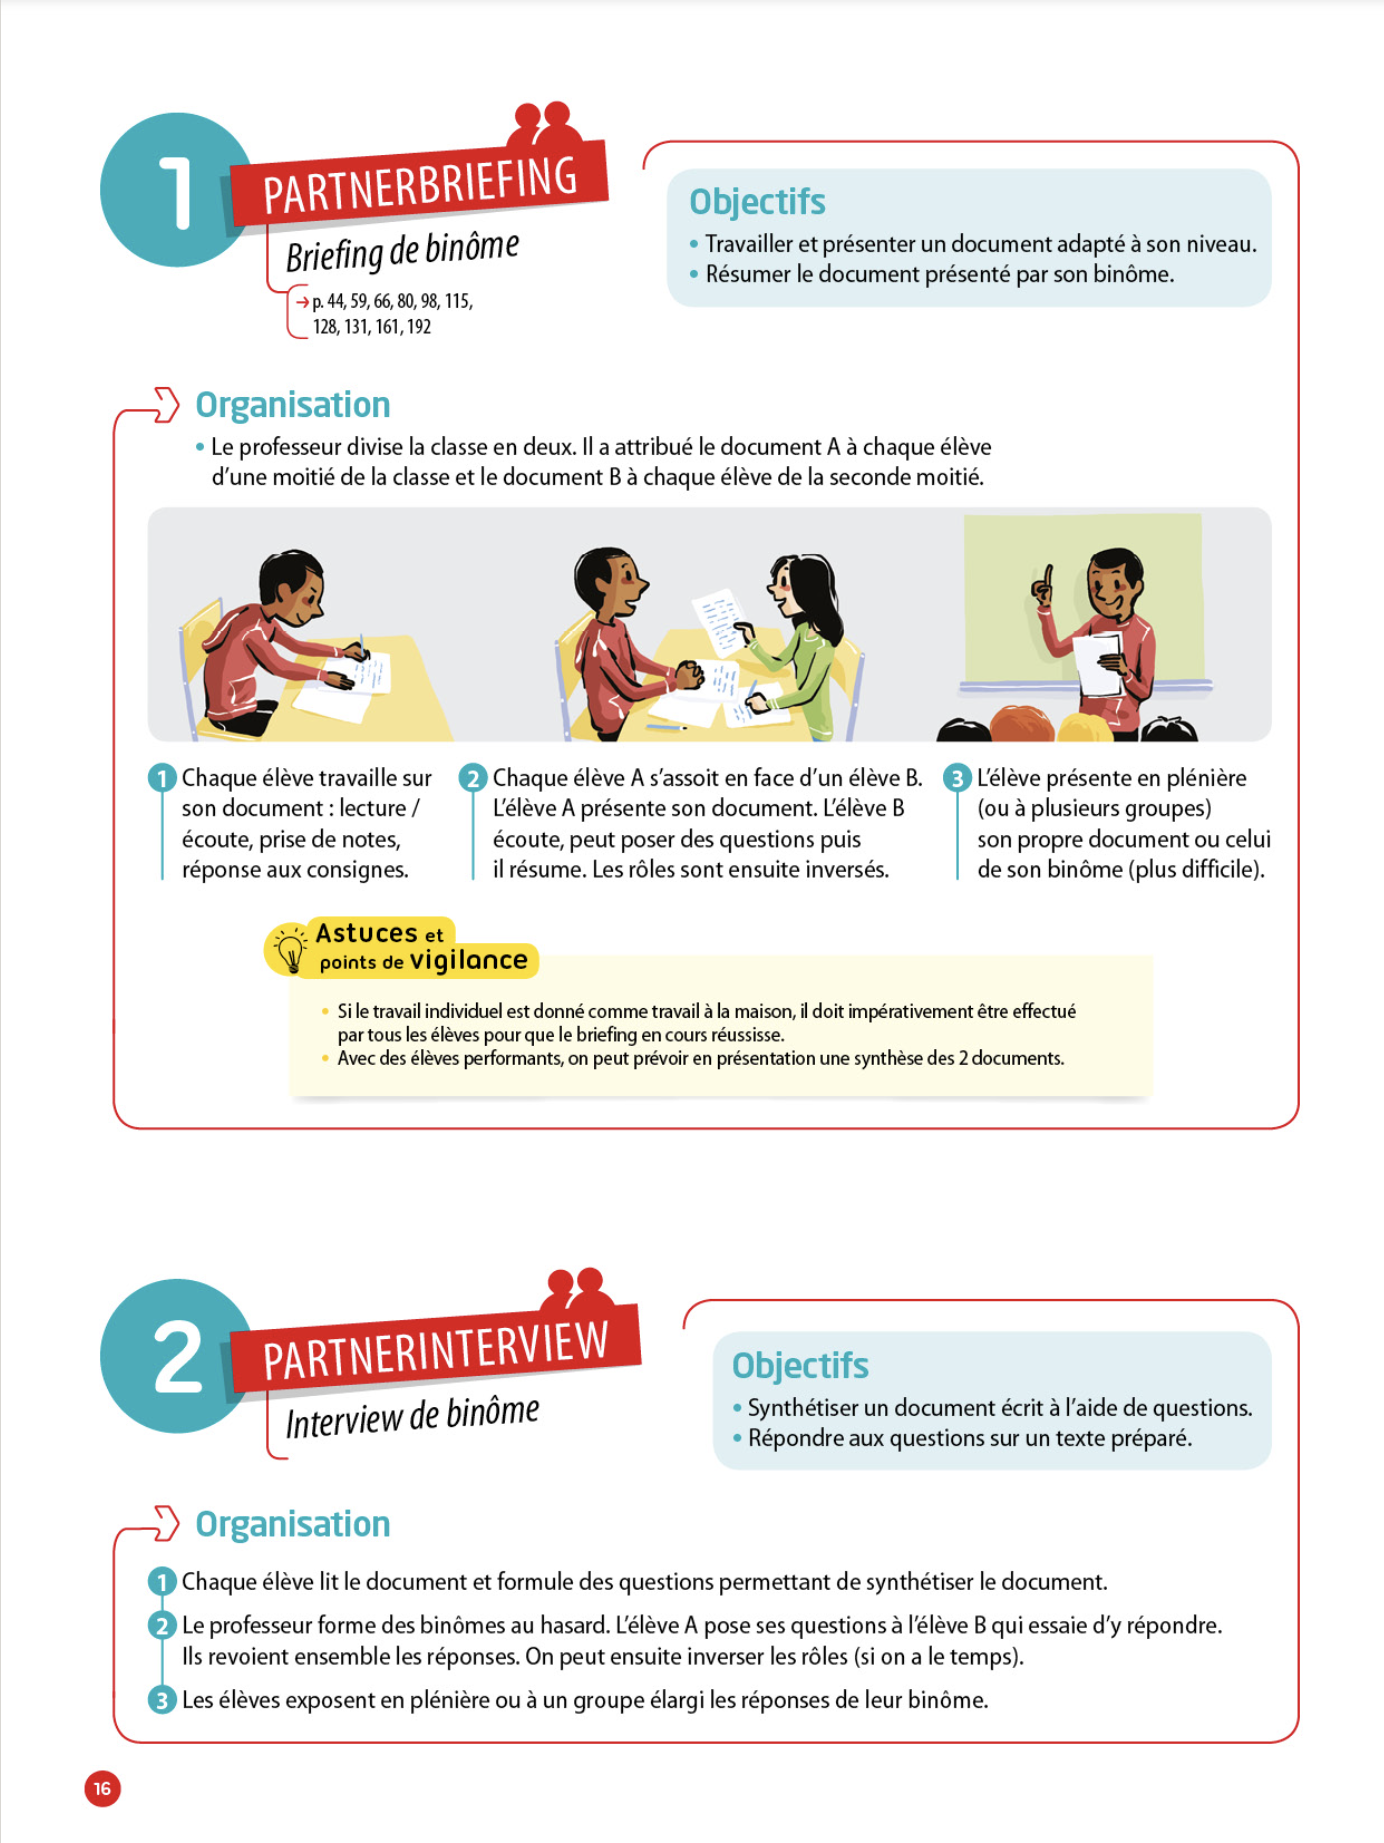 1
PARTNERBRIEFING
Briefing de binôme
→ p. 44, 59, 66, 80, 98, 115,
128, 131, 161, 192
Objectifs
• Travailler et présenter un document adapté à son niveau.
• Résumer le document présenté par son binôme.
Organisation
• Le professeur divise la classe en deux. Il a attribué le document A à chaque élève
d’une moitié de la classe et le document B à chaque élève de la seconde moitié.
1 Chaque élève travaille sur
son document : lecture /
écoute, prise de notes,
réponse aux consignes.
2 Chaque élève A s’assoit en face d’un élève B.
L’élève A présente son document. L’élève B
écoute, peut poser des questions puis
il résume. Les rôles sont ensuite inversés.
3 L’élève présente en plénière
(ou à plusieurs groupes)
son propre document ou celui
de son binôme (plus difficile).
Astuces et
points de vigilance
• Si le travail individuel est donné comme travail à la maison, il doit impérativement être effectué
par tous les élèves pour que le briefing en cours réussisse.
• Avec des élèves performants, on peut prévoir en présentation une synthèse des 2 documents.
2
PARTNERINTERVIEW
Interview de binôme
Objectifs
• Synthétiser un document écrit à l’aide de questions.
• Répondre aux questions sur un texte préparé.
Organisation
1 Chaque élève lit le document et formule des questions permettant de synthétiser le document.
2 Le professeur forme des binômes au hasard. L’élève A pose ses questions à l’élève B qui essaie d’y répondre.
Ils revoient ensemble les réponses. On peut ensuite inverser les rôles (si on a le temps).
3 Les élèves exposent en plénière ou à un groupe élargi les réponses de leur binôme.
16